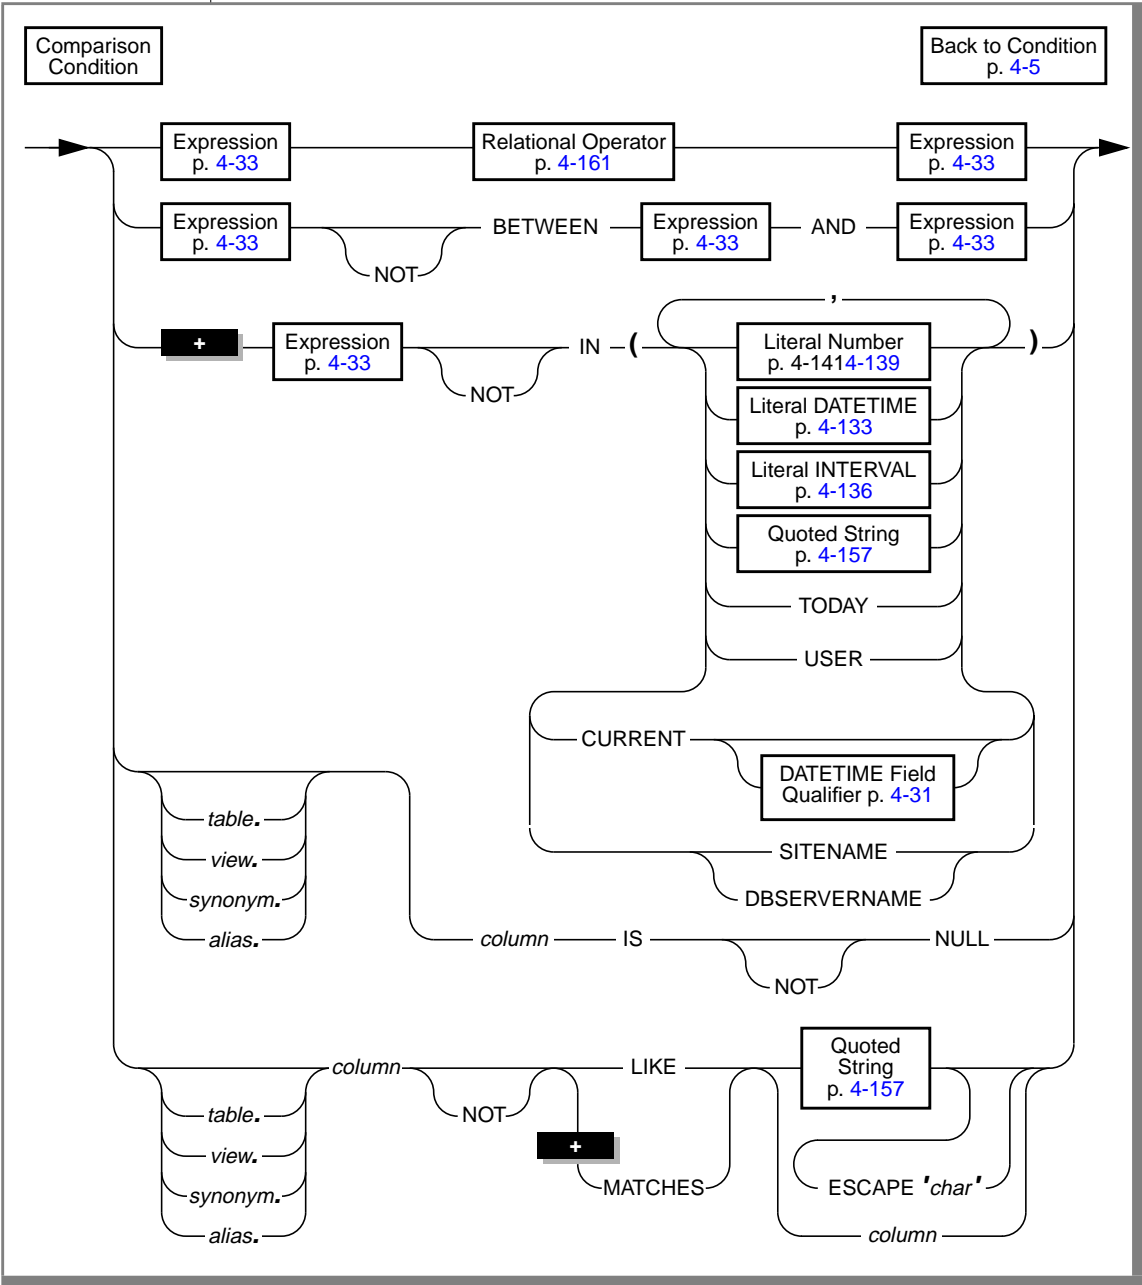 Comparison
Condition
Back to Condition
p. 4-5
Expression
p. 4-33
Relational Operator
p. 4-161
Expression
p. 4-33
Expression
p. 4-33
NOT
BETWEEN
Expression
p. 4-33
AND
Expression
p. 4-33
+
Expression
p. 4-33
NOT
IN (
,
Literal Number
p. 4-1414-139
)
Literal DATETIME
p. 4-133
Literal INTERVAL
p. 4-136
Quoted String
p. 4-157
TODAY
USER
CURRENT
DATETIME Field
Qualifier p. 4-31
SITENAME
DBSERVERNAME
table.
view.
synonym.
alias.
column
IS
NOT
NULL
table.
view.
synonym.
alias.
column
NOT
LIKE
+
MATCHES
Quoted
String
p. 4-157
ESCAPE 'char'
column